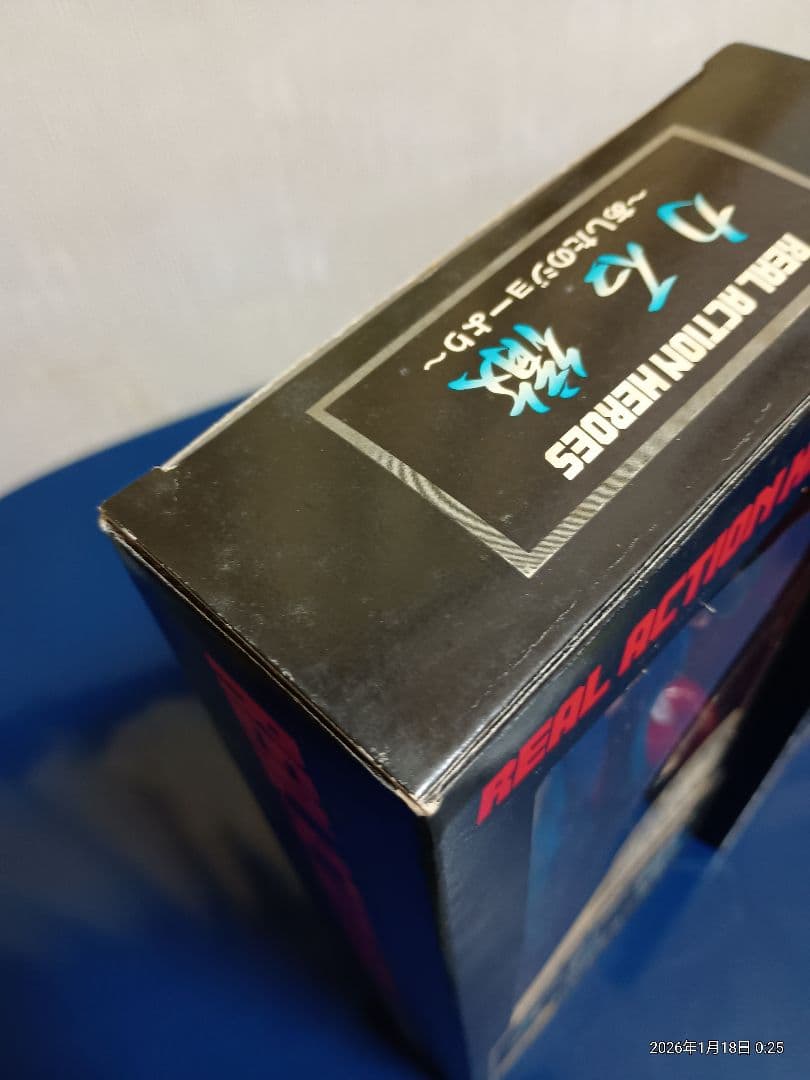 REAL ACTION HEROES
力石徹
～あしたのジョーより～
REAL ACTION
2026年1月18日 0:25